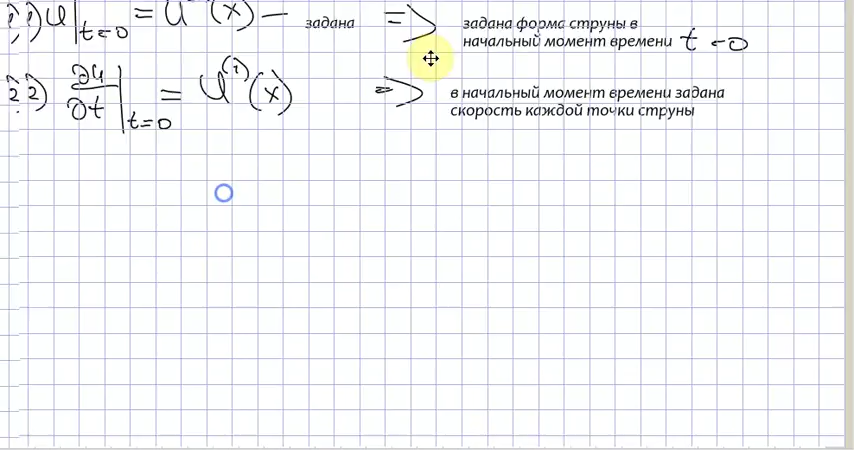 1) u|t=0 = u (x) — задана => задана форма струны в
начальный момент времени t=0
2) ∂u/∂t|t=0 = u⁽¹⁾(x) => в начальный момент времени задана
скорость каждой точки струны